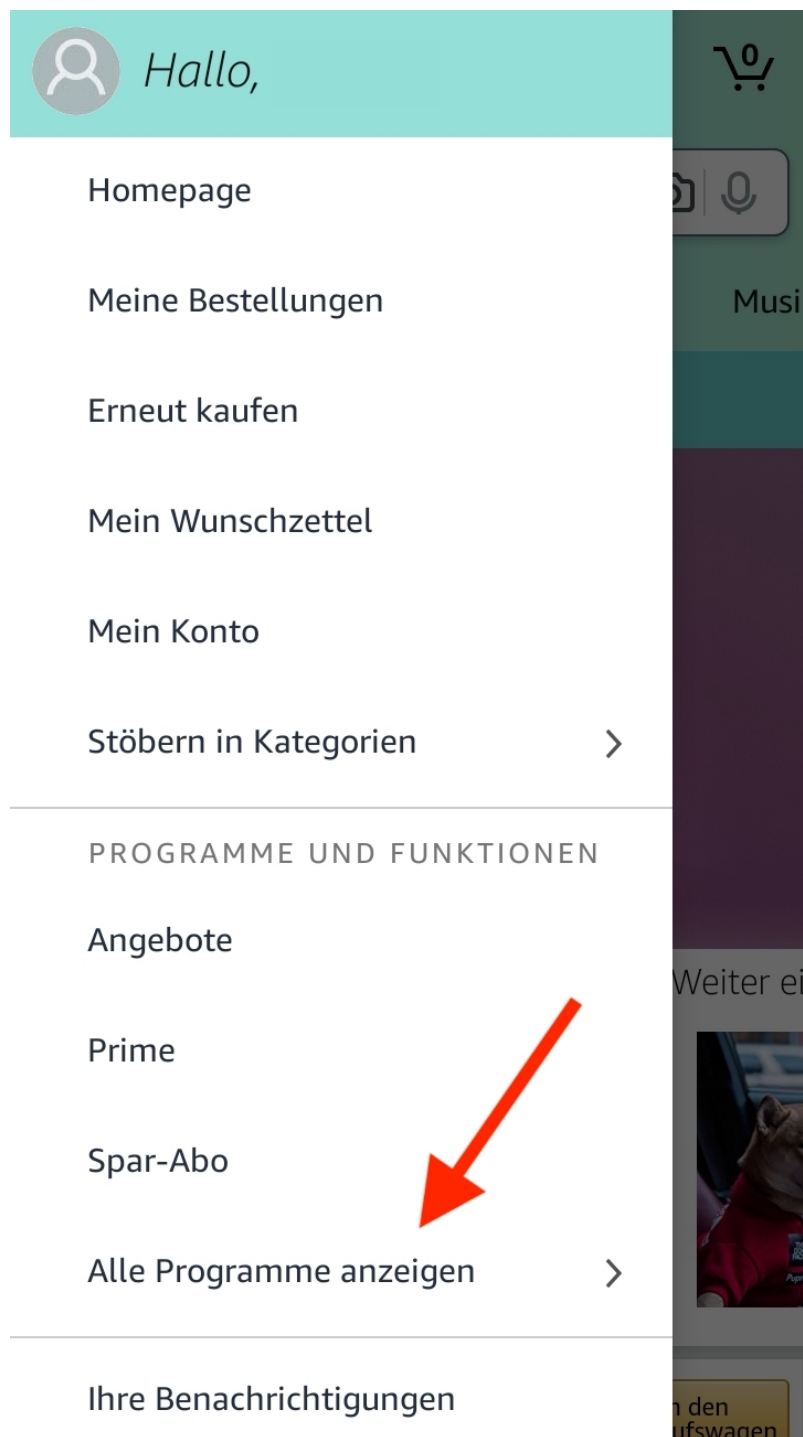 Hallo,
0
Homepage
Meine Bestellungen
Musi
Erneut kaufen
Mein Wunschzettel
Mein Konto
Stöbern in Kategorien
PROGRAMME UND FUNKTIONEN
Angebote
Weiter ei
Prime
Spar-Abo
Alle Programme anzeigen
Ihre Benachrichtigungen
n den
ufswagen